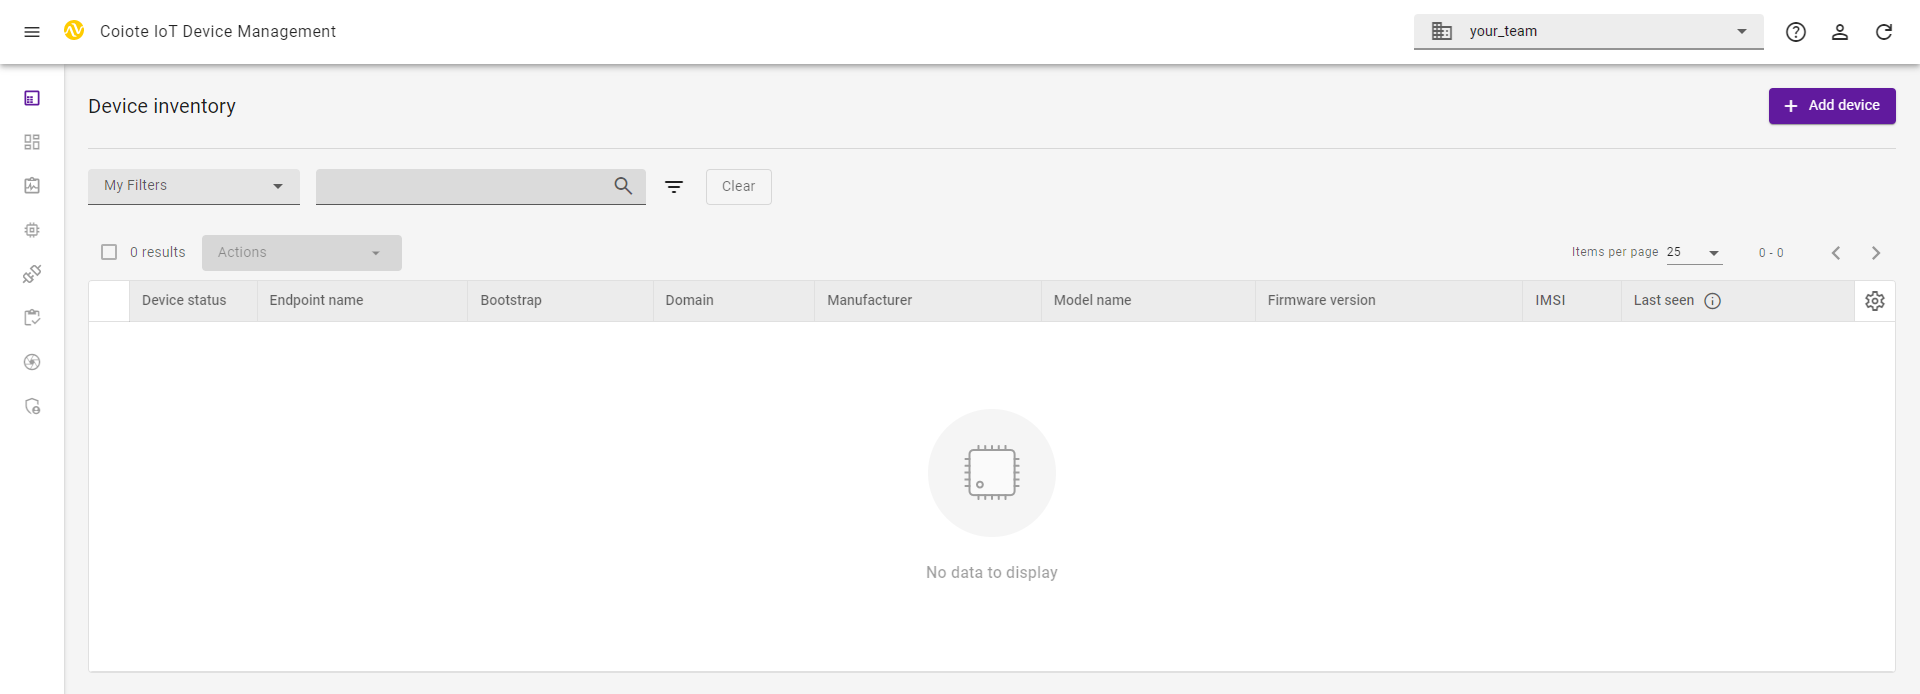 Coiote IoT Device Management
your_team
Device inventory
Add device
My Filters
Clear
0 results
Actions
Items per page 25
0 - 0
Device status Endpoint name Bootstrap Domain Manufacturer Model name Firmware version IMSI Last seen
No data to display